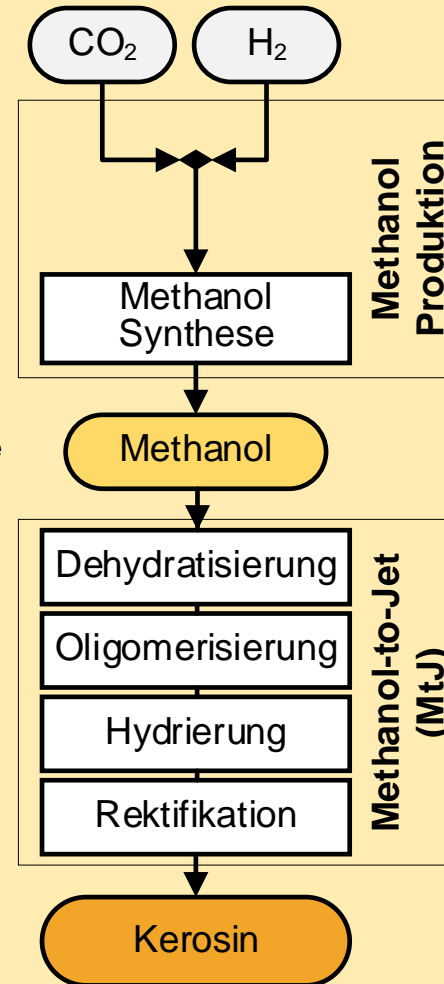 CO₂
H₂
Methanol
Produktion
Methanol
Synthese
Methanol
Dehydratisierung
Oligomerisierung
Hydrierung
Rektifikation
Methanol-to-Jet
(MtJ)
Kerosin